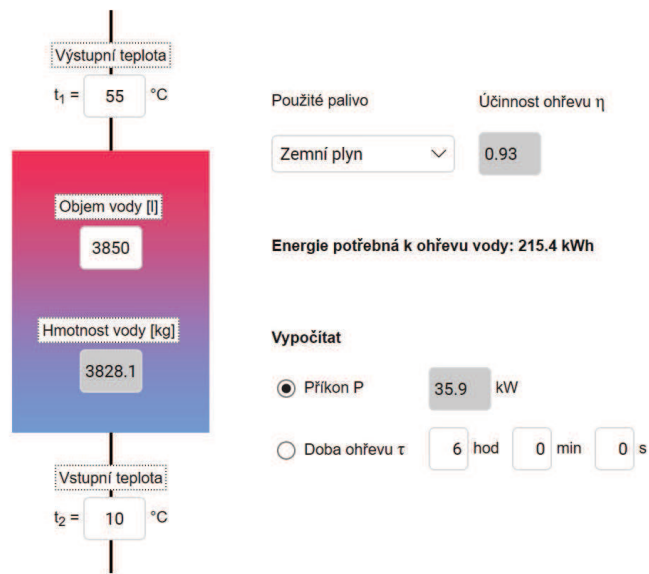 Výstupní teplota
t₁ = 55 °C
Použité palivo
Účinnost ohřevu η
Zemní plyn
0.93
Objem vody [l]
3850
Energie potřebná k ohřevu vody: 215.4 kWh
Hmotnost vody [kg]
3828.1
Vypočítat
Příkon P 35.9 kW
Doba ohřevu τ 6 hod 0 min 0 s
Vstupní teplota
t₂ = 10 °C